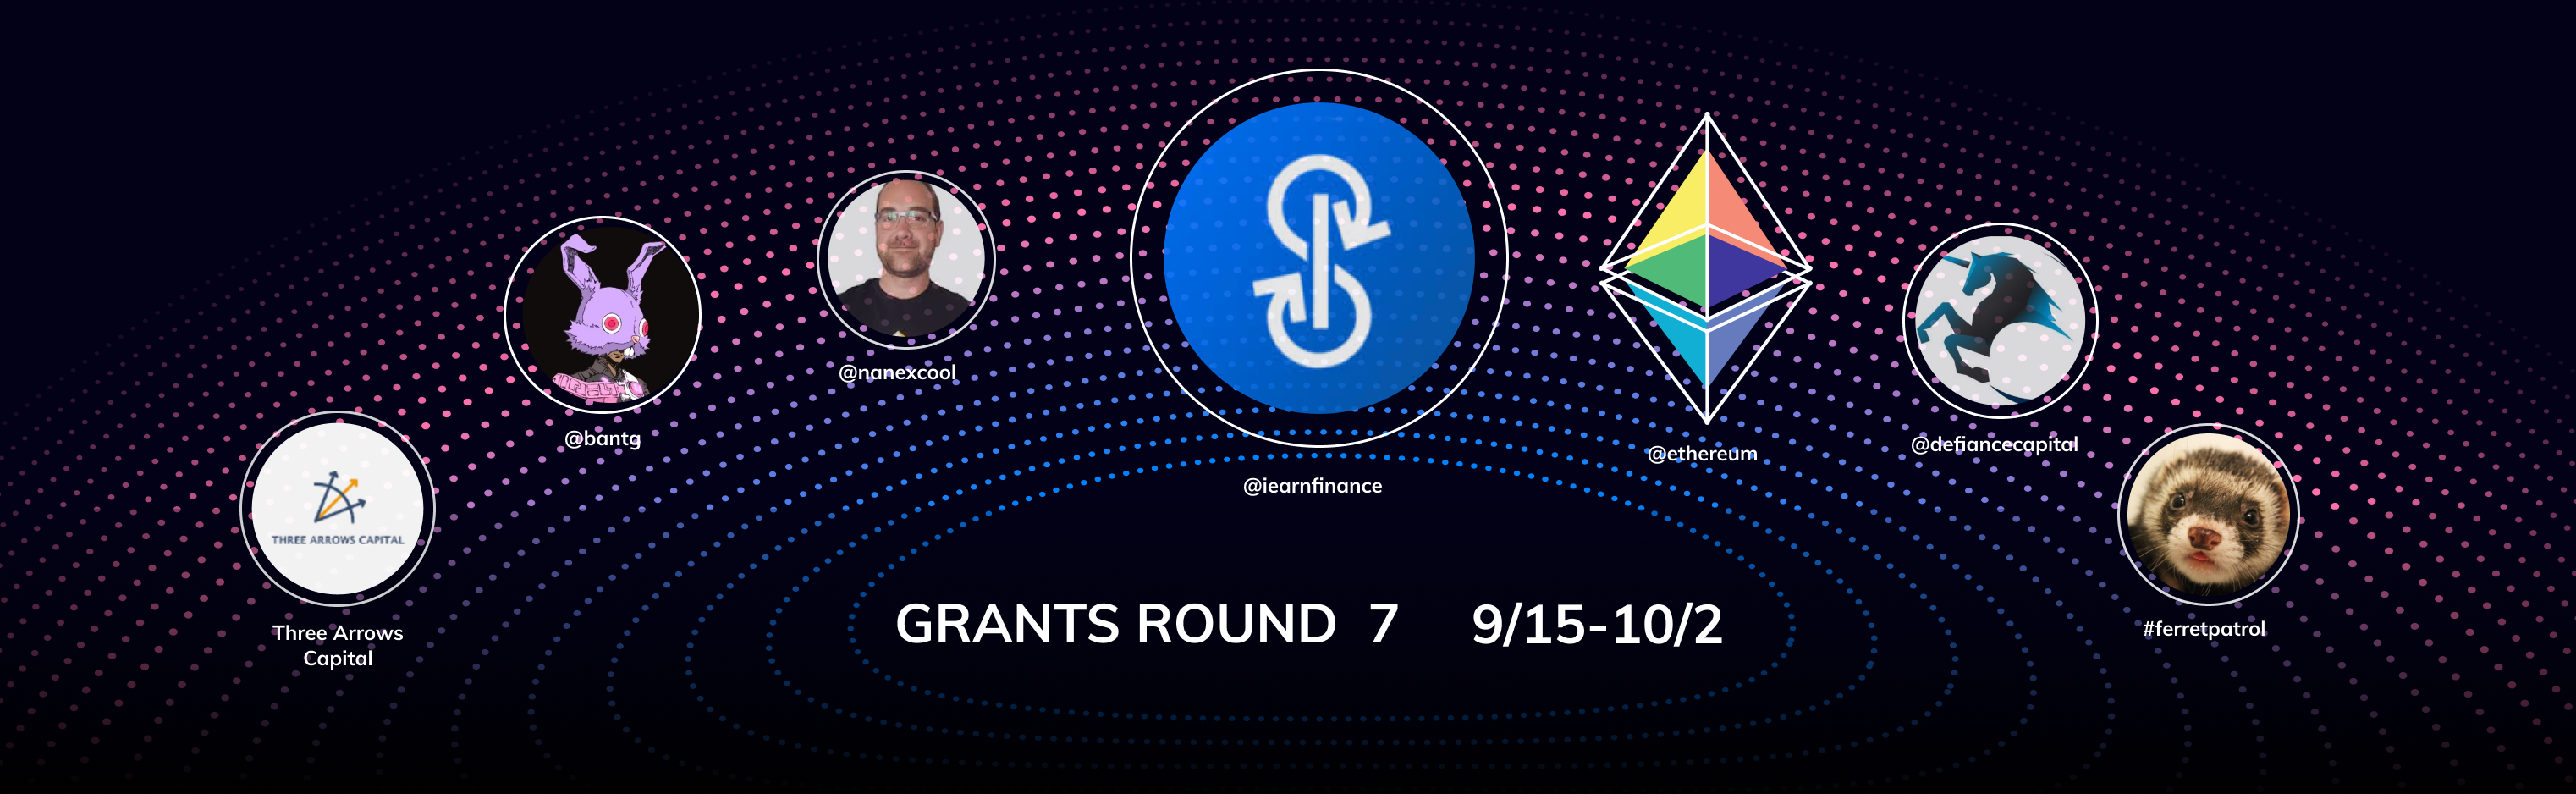 @nanexcool
@bantg
@ethereum
@defiancecapital
@iearnfinance
THREE ARROWS CAPITAL
Three Arrows
Capital
#ferretpatrol
GRANTS ROUND 7 9/15-10/2